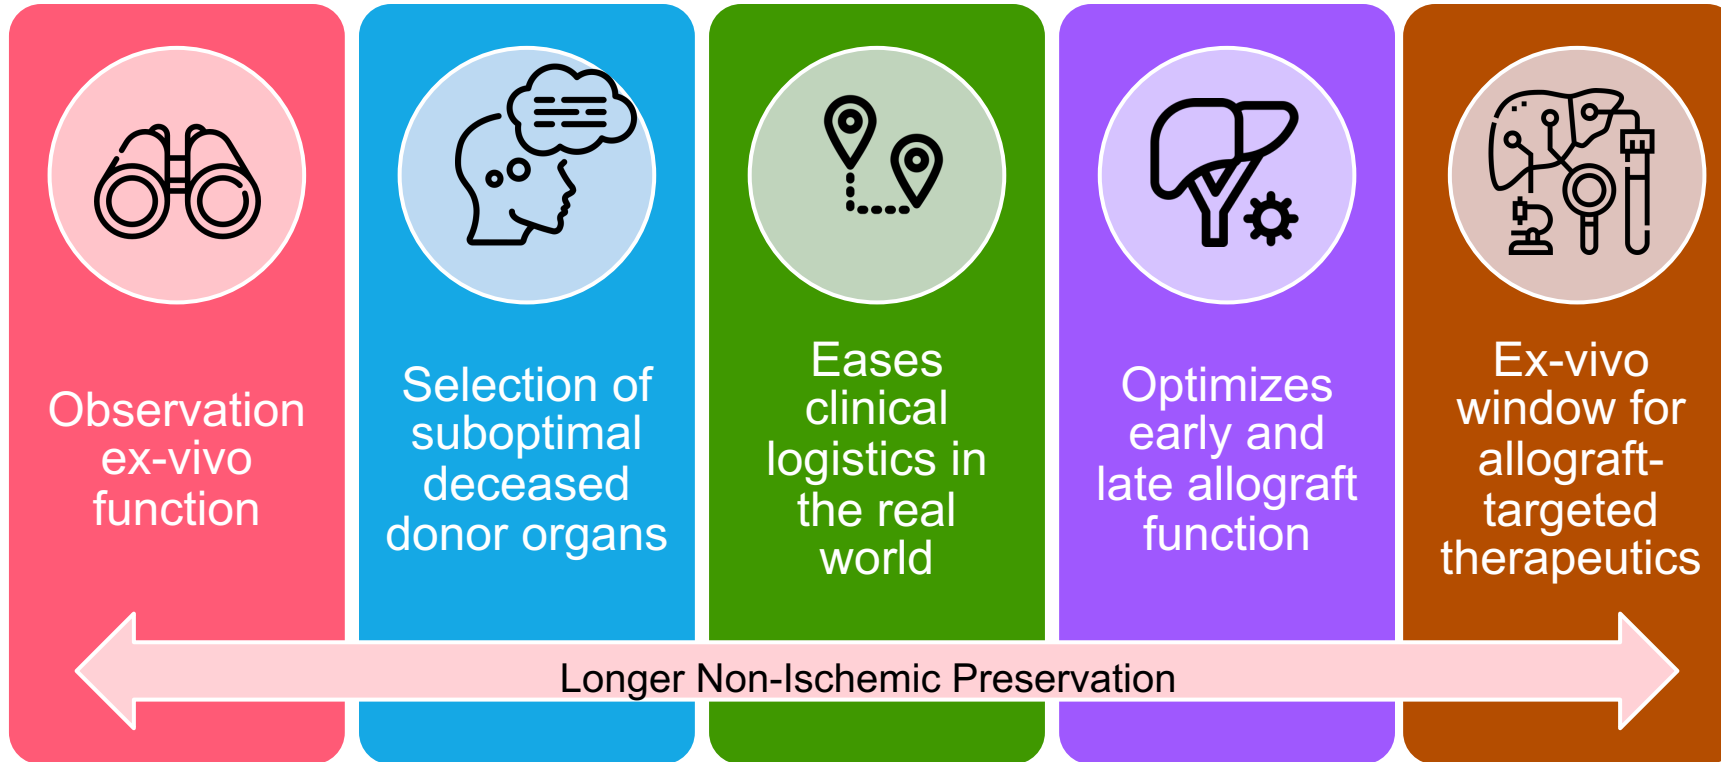 Observation
ex-vivo
function
Selection of
suboptimal
deceased
donor organs
Eases
clinical
logistics in
the real
world
Optimizes
early and
late allograft
function
Ex-vivo
window for
allograft-
targeted
therapeutics
Longer Non-Ischemic Preservation